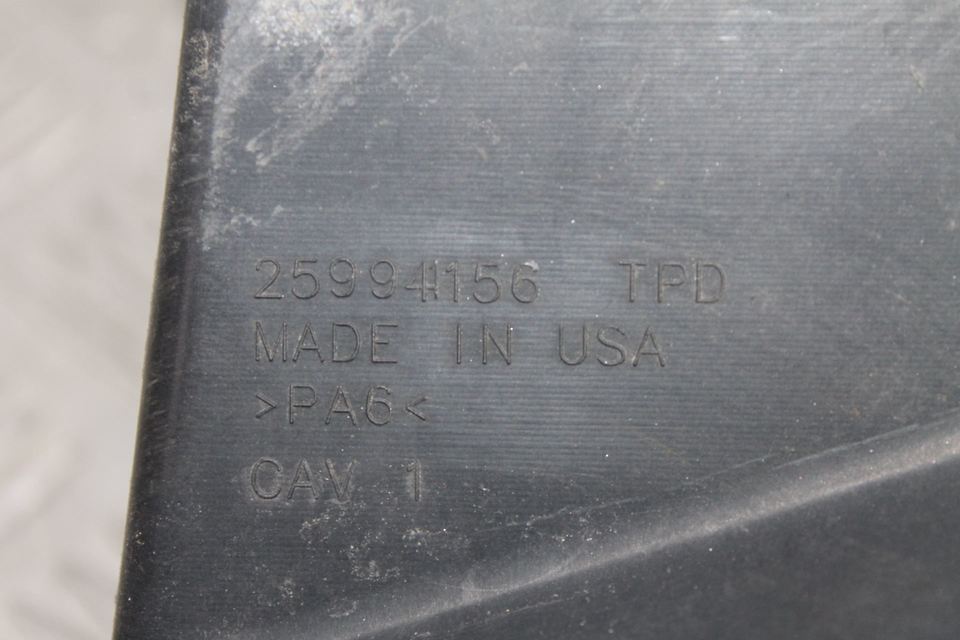 25994156 TPD
MADE IN USA
>PA6<
CAV 1